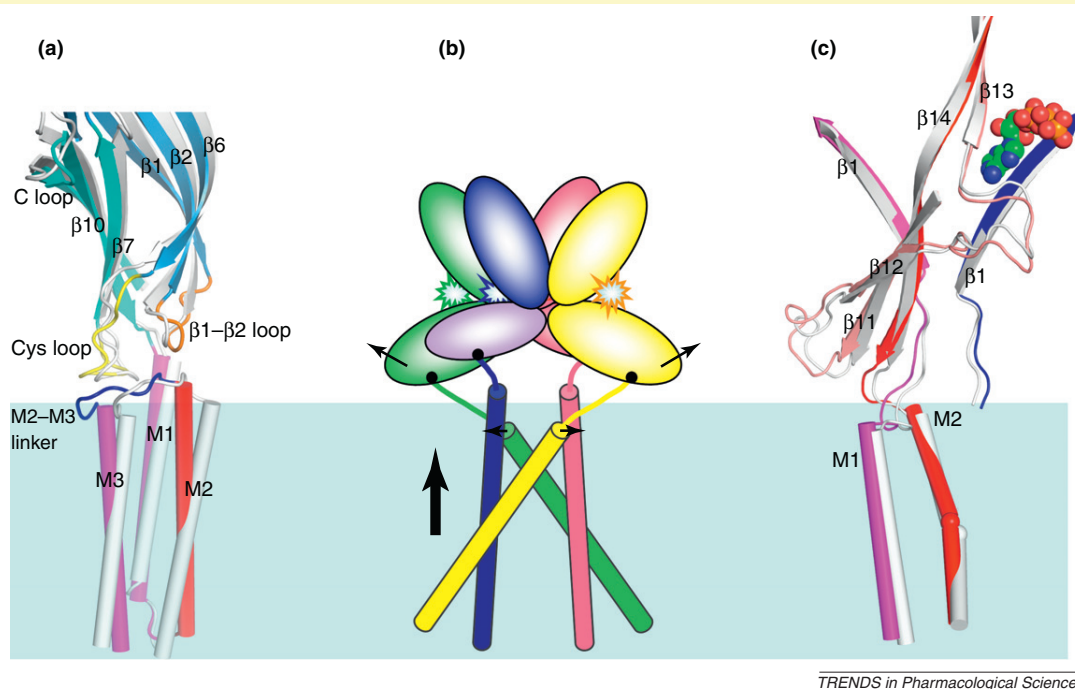 (a)
(b)
(c)
β13
β14
β6
β2
β1
β1
C loop
β10
β7
β12
β1
β11
β1–β2 loop
Cys loop
M2–M3
linker
M1
M2
M1
M3
M2
TRENDS in Pharmacological Science